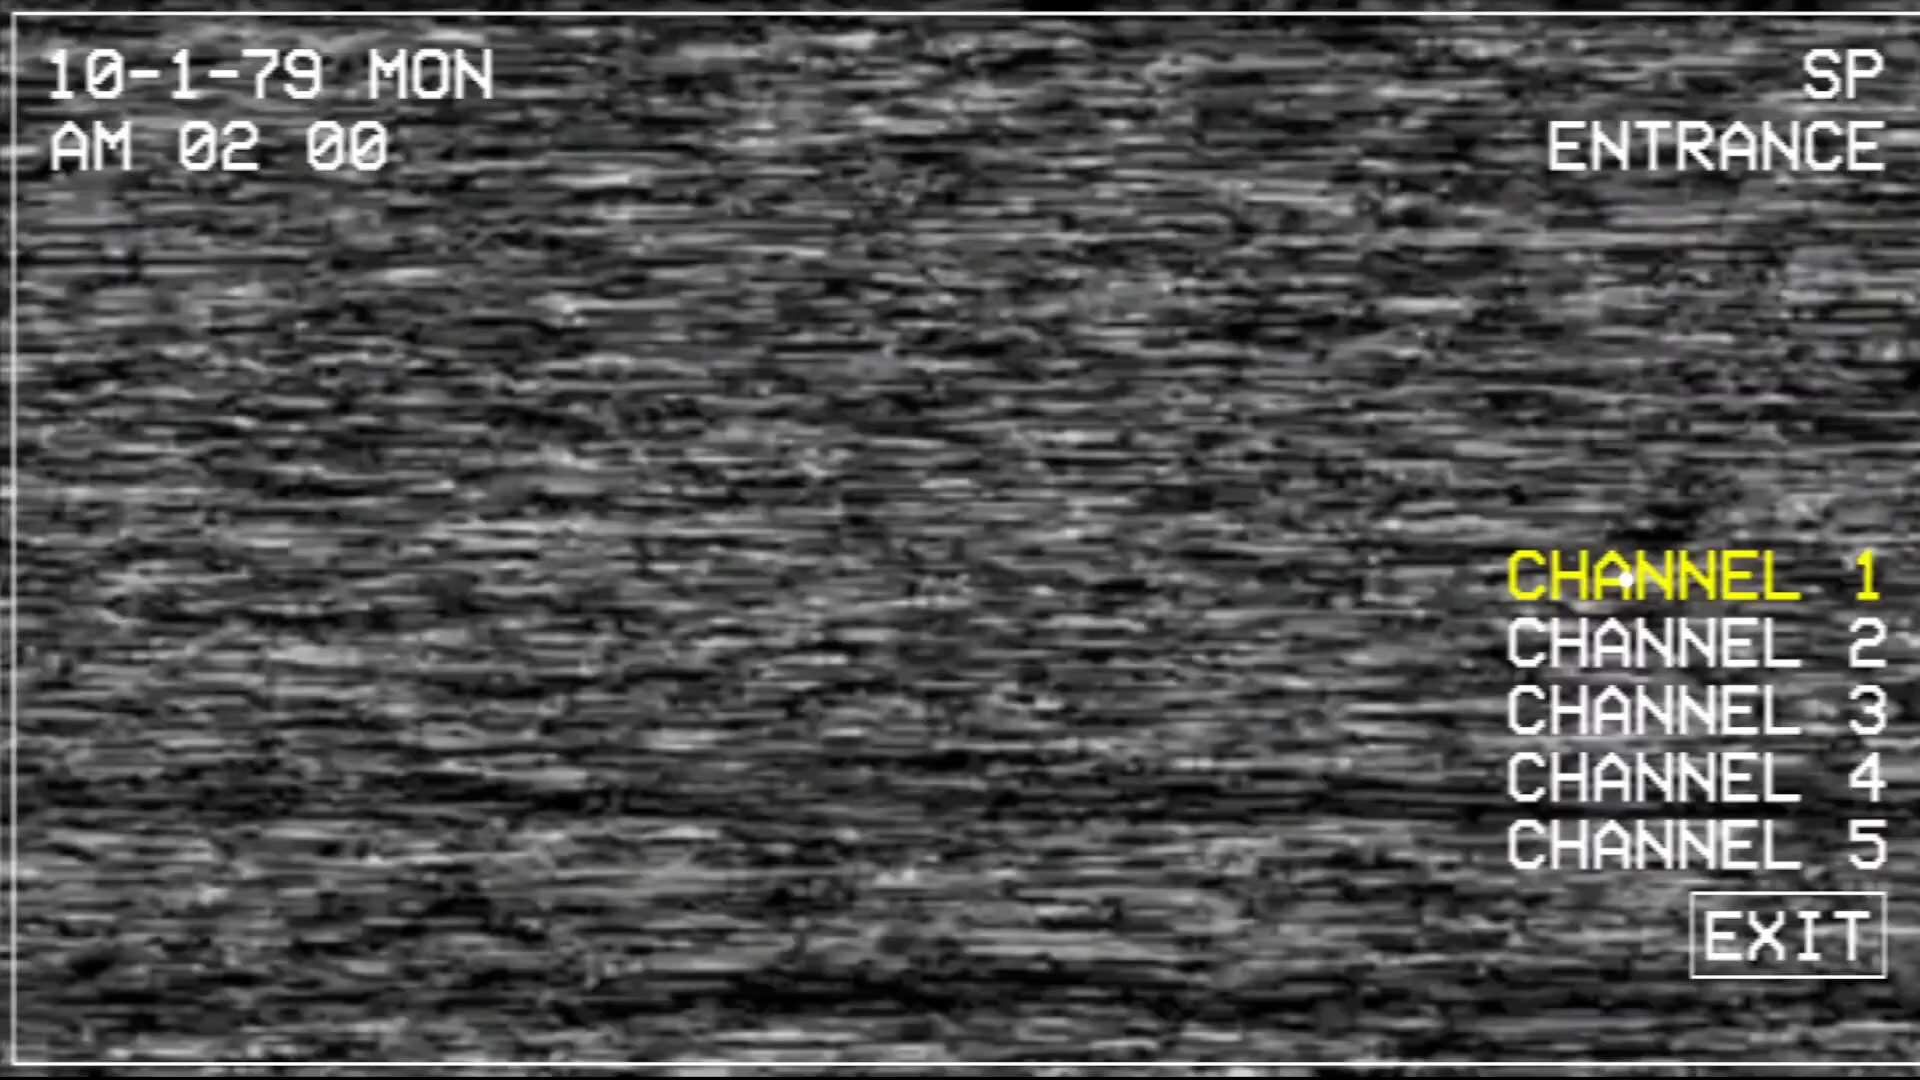 10-1-79 MON
AM 02 00
SP
ENTRANCE
CHANNEL 1
CHANNEL 2
CHANNEL 3
CHANNEL 4
CHANNEL 5
EXIT